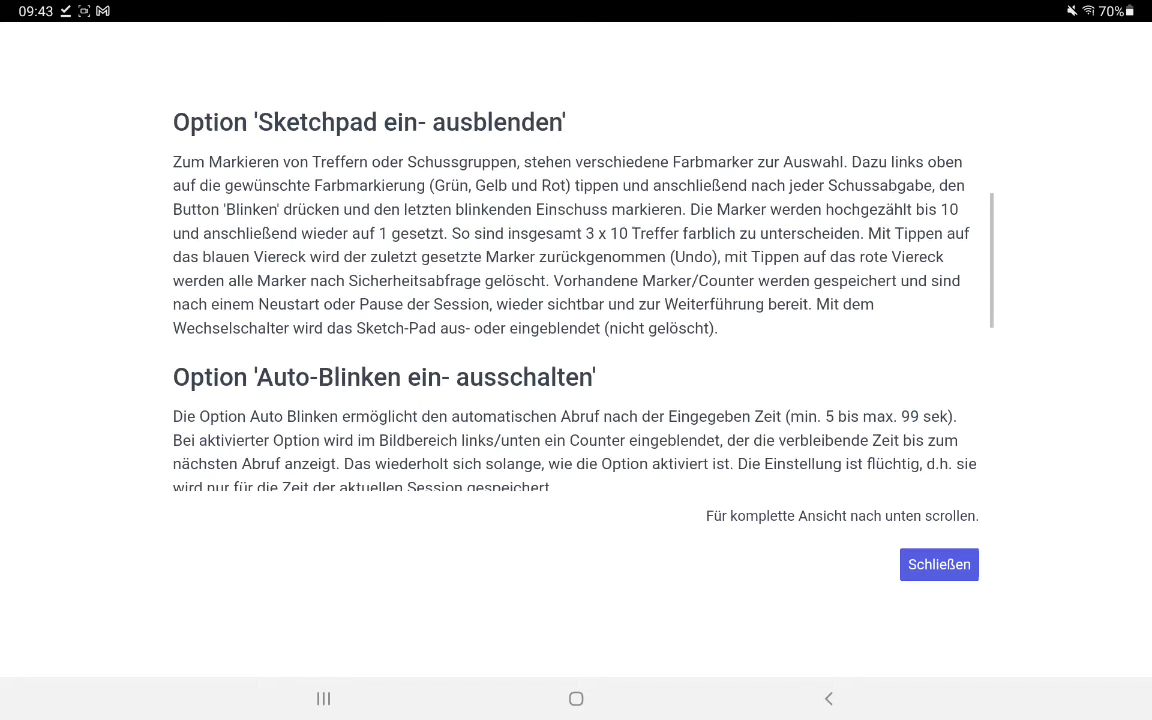 09:43
70%
Option 'Sketchpad ein- ausblenden'
Zum Markieren von Treffern oder Schussgruppen, stehen verschiedene Farbmarker zur Auswahl. Dazu links oben
auf die gewünschte Farbmarkierung (Grün, Gelb und Rot) tippen und anschließend nach jeder Schussabgabe, den
Button 'Blinken' drücken und den letzten blinkenden Einschuss markieren. Die Marker werden hochgezählt bis 10
und anschließend wieder auf 1 gesetzt. So sind insgesamt 3 x 10 Treffer farblich zu unterscheiden. Mit Tippen auf
das blauen Viereck wird der zuletzt gesetzte Marker zurückgenommen (Undo), mit Tippen auf das rote Viereck
werden alle Marker nach Sicherheitsabfrage gelöscht. Vorhandene Marker/Counter werden gespeichert und sind
nach einem Neustart oder Pause der Session, wieder sichtbar und zur Weiterführung bereit. Mit dem
Wechselschalter wird das Sketch-Pad aus- oder eingeblendet (nicht gelöscht).
Option 'Auto-Blinken ein- ausschalten'
Die Option Auto Blinken ermöglicht den automatischen Abruf nach der Eingegeben Zeit (min. 5 bis max. 99 sek).
Bei aktivierter Option wird im Bildbereich links/unten ein Counter eingeblendet, der die verbleibende Zeit bis zum
nächsten Abruf anzeigt. Das wiederholt sich solange, wie die Option aktiviert ist. Die Einstellung ist flüchtig, d.h. sie
wird nur für die Zeit der aktuellen Session gespeichert
Für komplette Ansicht nach unten scrollen.
Schließen